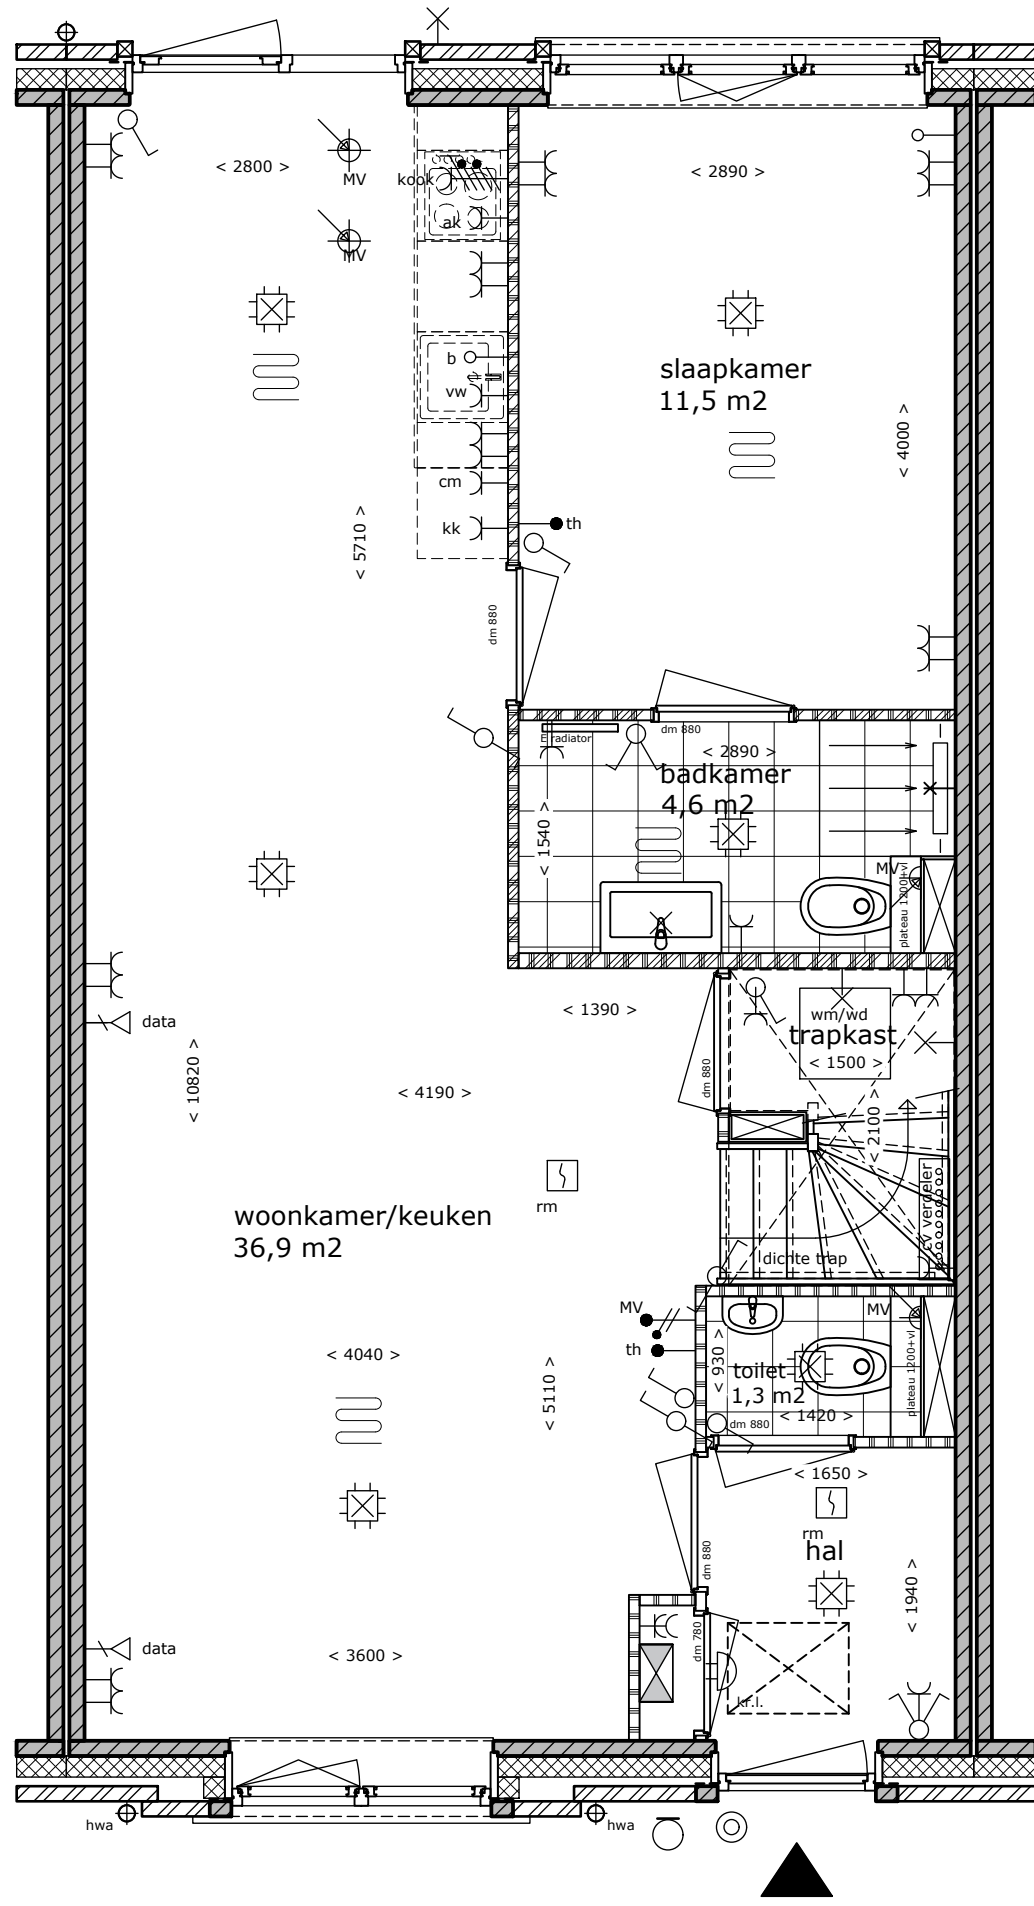 < 2800 >
MV
MV
kook
ak
< 2890 >
slaapkamer
11,5 m2
b
vw
< 4000 >
cm
kk
th
< 5710 >
dm 880
E radiator
dm 880
< 2890 >
badkamer
4,6 m2
< 1540 >
MV
plateau 1200+vl
data
< 1390 >
wm/wd
trapkast
< 1500 >
dm 880
< 10820 >
< 4190 >
< 2100 >
rm
cv verdeler
woonkamer/keuken
36,9 m2
dichte trap
MV
MV
th
< 930 >
toilet
1,3 m2
plateau 1200+vl
< 4040 >
< 5110 >
dm 880
< 1420 >
< 1650 >
rm
hal
dm 880
< 1940 >
data
< 3600 >
dm 780
kr.l.
hwa
hwa